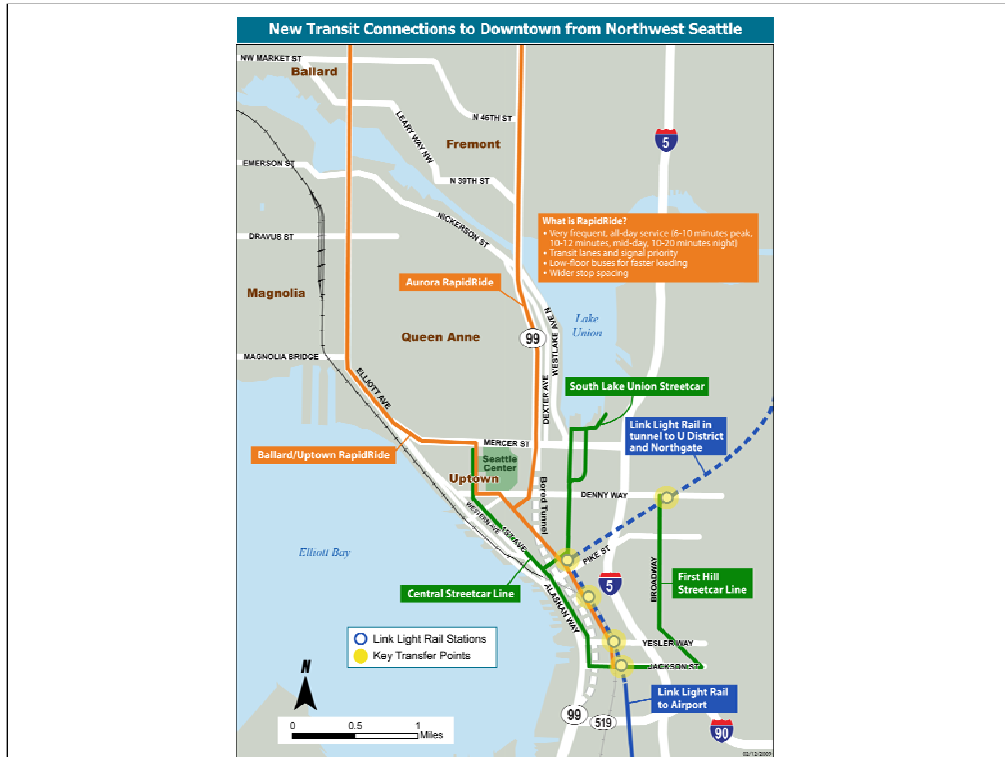 New Transit Connections to Downtown from Northwest Seattle
NW MARKET ST
Ballard
N 46TH ST
LEARY WAY NW
Fremont
5
EMERSON ST
N 39TH ST
NICKERSON ST
What is RapidRide?
• Very frequent, all-day service (6-10 minutes peak,
10-12 minutes, mid-day, 10-20 minutes night)
• Transit lanes and signal priority
• Low-floor buses for faster loading
• Wider stop spacing
DRAVUS ST
Aurora RapidRide
Magnolia
WESTLAKE AVE N
Lake
Union
Queen Anne
99
MAGNOLIA BRIDGE
ELLIOTT AVE
DEXTER AVE
South Lake Union Streetcar
Link Light Rail in
tunnel to U District
and Northgate
MERCER ST
Ballard/Uptown RapidRide
Seattle
Center
Uptown
Bored Tunnel
DENNY WAY
WESTERN AVE
1ST AVE
Elliott Bay
PIKE ST
Central Streetcar Line
5
BROADWAY
First Hill
Streetcar Line
ALASKAN WAY
Link Light Rail Stations
Key Transfer Points
YESLER WAY
JACKSON ST
N
Link Light Rail
to Airport
99
519
90
0 0.5 1
Miles
02/12/2009